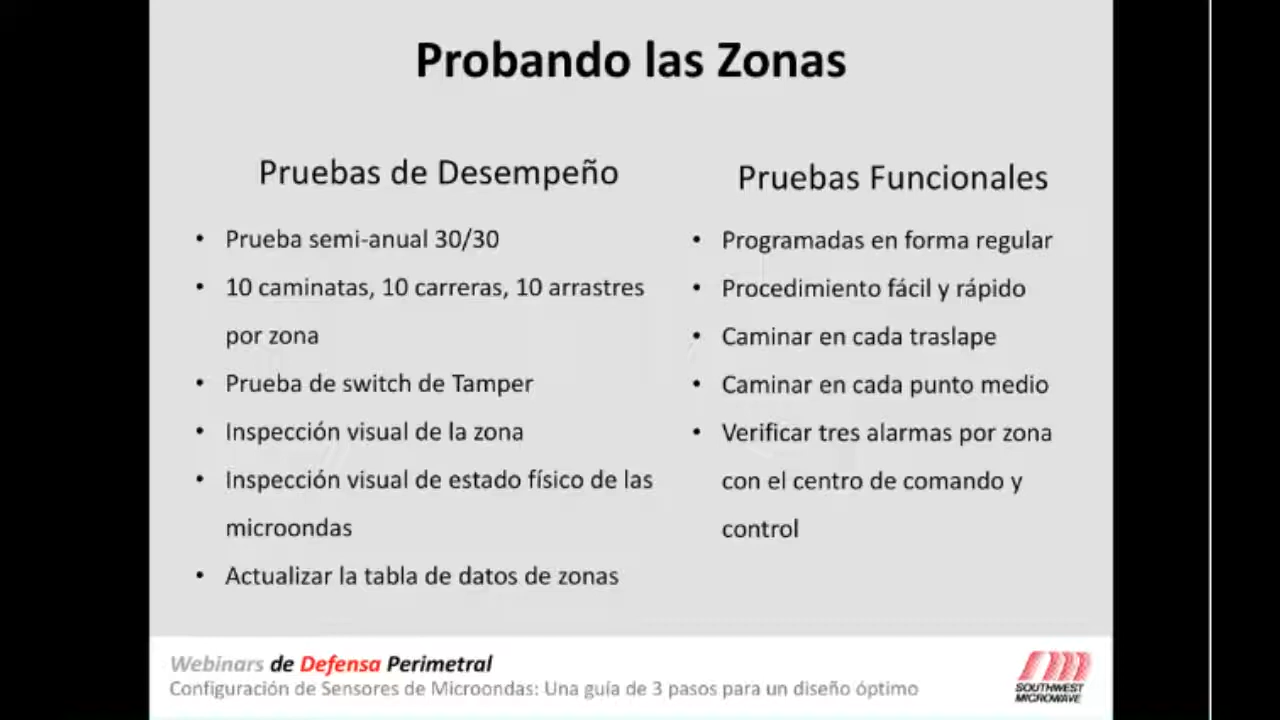 Probando las Zonas
Pruebas de Desempeño
• Prueba semi-anual 30/30
• 10 caminatas, 10 carreras, 10 arrastres
por zona
• Prueba de switch de Tamper
• Inspección visual de la zona
• Inspección visual de estado físico de las
microondas
• Actualizar la tabla de datos de zonas
Pruebas Funcionales
• Programadas en forma regular
• Procedimiento fácil y rápido
• Caminar en cada traslape
• Caminar en cada punto medio
• Verificar tres alarmas por zona
con el centro de comando y
control
Webinars de Defensa Perimetral
Configuración de Sensores de Microondas: Una guía de 3 pasos para un diseño óptimo
SOUTHWEST
MICROWAVE